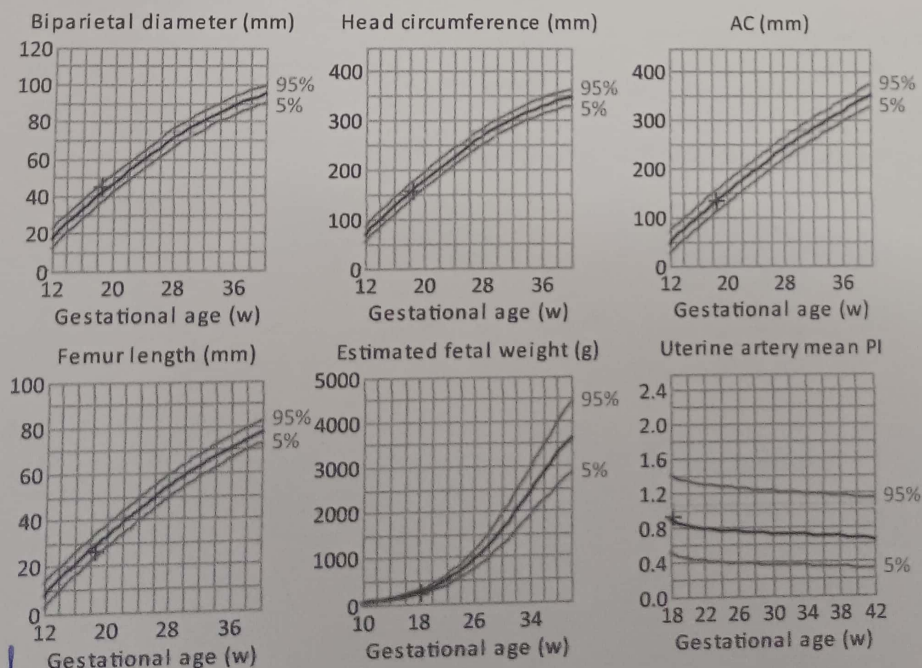 Biparietal diameter (mm)
120
100
80
60
40
20
0
95%
5%
12 20 28 36
Gestational age (w)
Head circumference (mm)
400
300
200
100
0
95%
5%
12 20 28 36
Gestational age (w)
AC (mm)
400
300
200
100
0
95%
5%
12 20 28 36
Gestational age (w)
Femur length (mm)
100
80
60
40
20
0
95%
5%
12 20 28 36
Gestational age (w)
Estimated fetal weight (g)
5000
4000
3000
2000
1000
0
95%
5%
10 18 26 34
Gestational age (w)
Uterine artery mean PI
2.4
2.0
1.6
1.2
0.8
0.4
0.0
95%
5%
18 22 26 30 34 38 42
Gestational age (w)